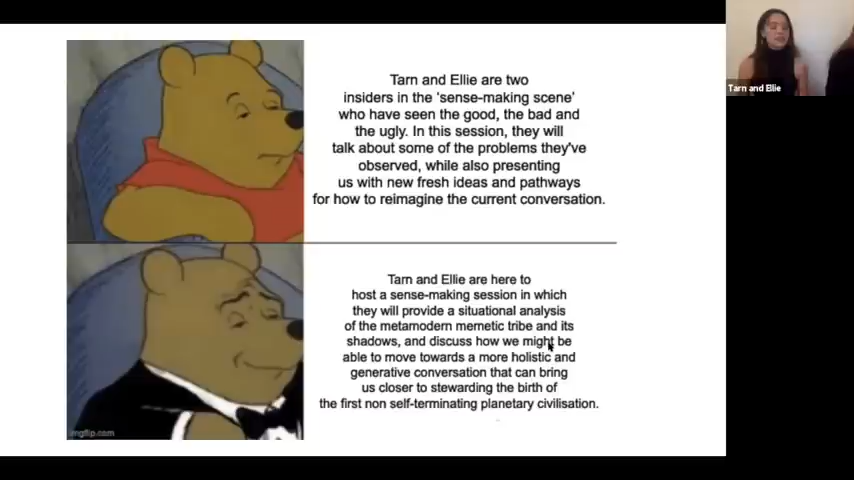 Tarn and Ellie are two
insiders in the 'sense-making scene'
who have seen the good, the bad and
the ugly. In this session, they will
talk about some of the problems they've
observed, while also presenting
us with new fresh ideas and pathways
for how to reimagine the current conversation.
Tarn and Ellie are here to
host a sense-making session in which
they will provide a situational analysis
of the metamodern memetic tribe and its
shadows, and discuss how we might be
able to move towards a more holistic and
generative conversation that can bring
us closer to stewarding the birth of
the first non self-terminating planetary civilisation.
imgflip.com
Tarn and Ellie